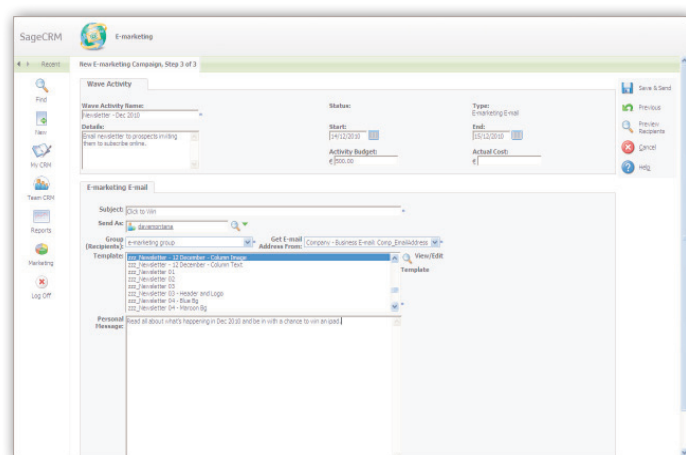 SageCRM
E-marketing
Recent
New E-marketing Campaign, Step 3 of 3
Find
New
My CRM
Team CRM
Reports
Marketing
Log Off
Wave Activity
Wave Activity Name:
Newsletter - Dec 2010
Status:
Type:
E-marketing E-mail
Details:
Email newsletter to prospects inviting
them to subscribe online.
Start:
14/12/2010
End:
15/12/2010
Activity Budget:
€ 500.00
Actual Cost:
€
Save & Send
Previous
Preview
Recipients
Cancel
Help
E-marketing E-mail
Subject: Click to Win
Send As: davemontana
Group
(Recipients): e-marketing group
Get E-mail
Address From: Company - Business E-mail: Comp_EmailAddress
Template: zzz_Newsletter - 12 December - Column Image
zzz_Newsletter - 12 December - Column Text
zzz_Newsletter 01
zzz_Newsletter 02
zzz_Newsletter 03
zzz_Newsletter 03 - Header and Logo
zzz_Newsletter 04 - Blue Bg
zzz_Newsletter 04 - Maroon Bg
View/Edit
Template
Personal
Message: Read all about what's happening in Dec 2010 and be in with a chance to win an ipad.